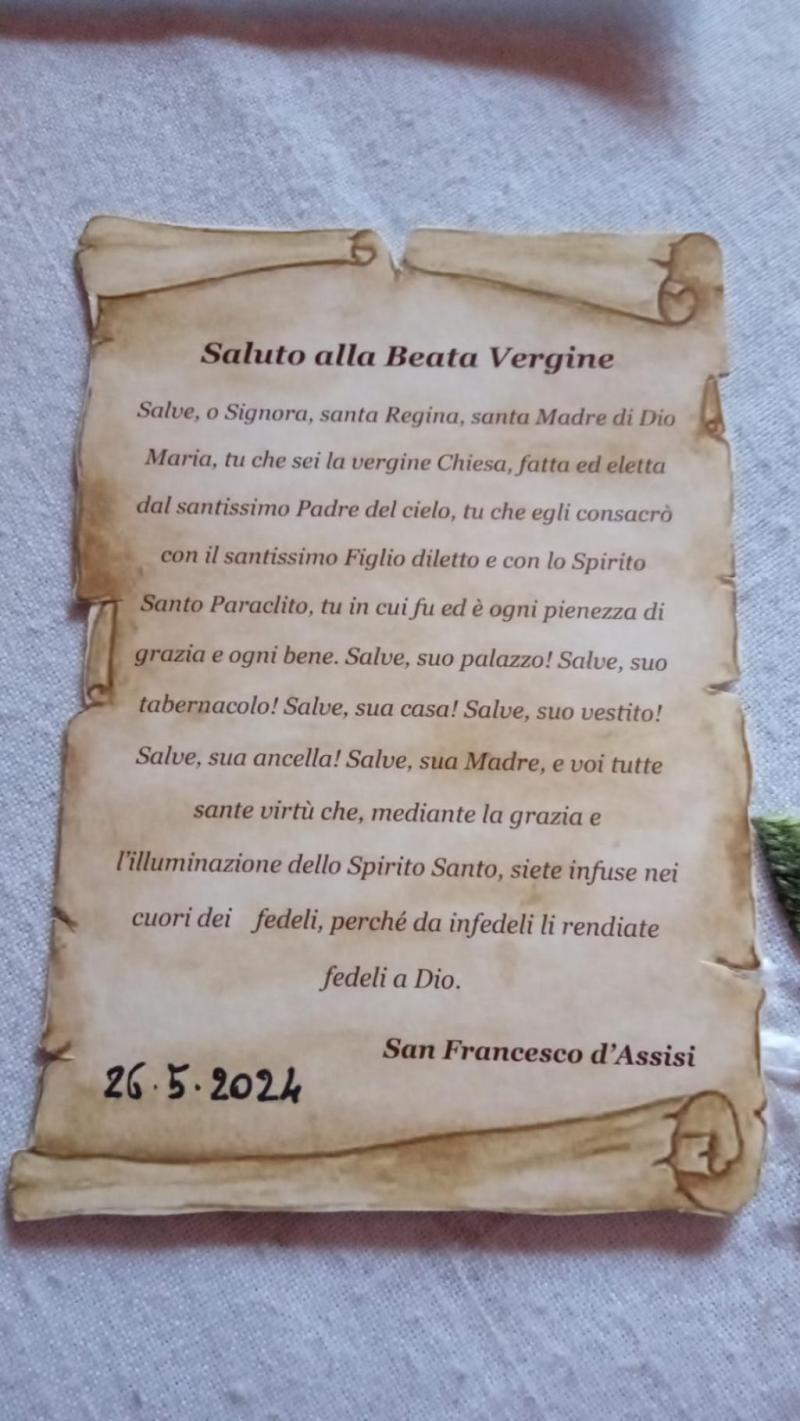 Saluto alla Beata Vergine
Salve, o Signora, santa Regina, santa Madre di Dio
Maria, tu che sei la vergine Chiesa, fatta ed eletta
dal santissimo Padre del cielo, tu che egli consacrò
con il santissimo Figlio diletto e con lo Spirito
Santo Paraclito, tu in cui fu ed è ogni pienezza di
grazia e ogni bene. Salve, suo palazzo! Salve, suo
tabernacolo! Salve, sua casa! Salve, suo vestito!
Salve, sua ancella! Salve, sua Madre, e voi tutte
sante virtù che, mediante la grazia e
l'illuminazione dello Spirito Santo, siete infuse nei
cuori dei fedeli, perché da infedeli li rendiate
fedeli a Dio.
San Francesco d'Assisi
26.5.2024